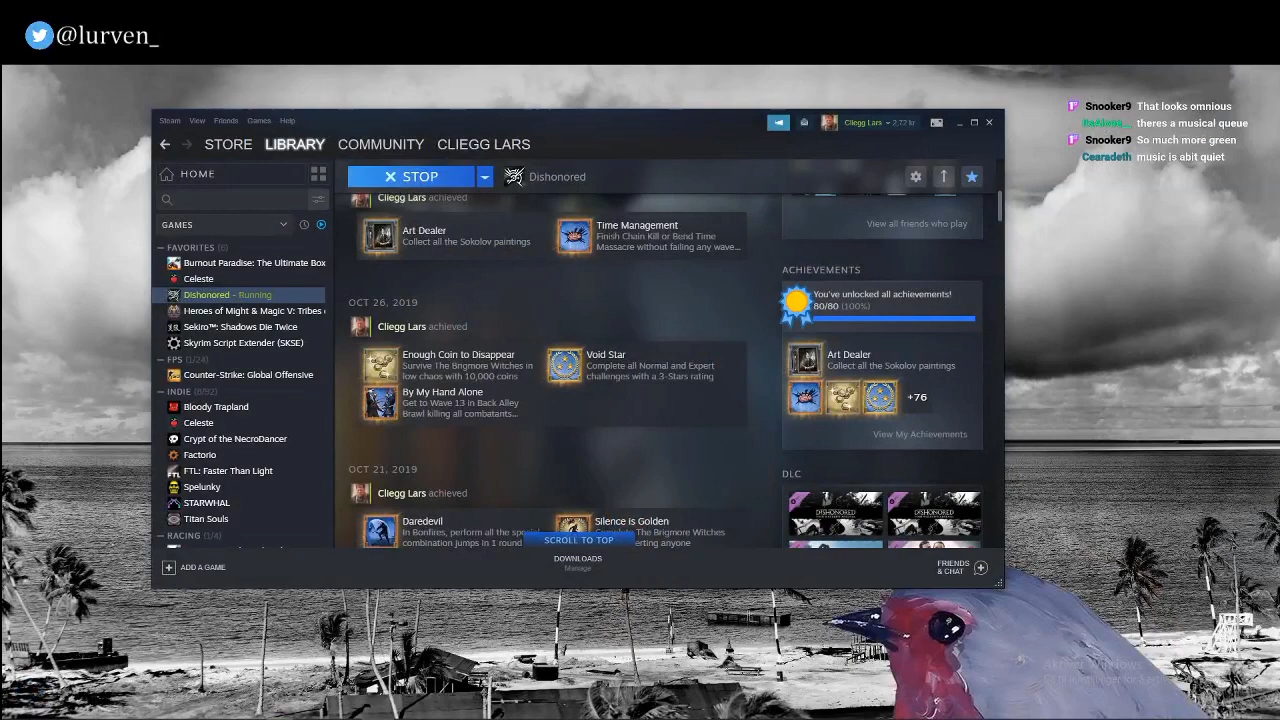 @lurven_
Snooker9 That looks omnious
theres a musical queue
Snooker9 So much more green
Cearadeth music is abit quiet
Steam View Friends Games Help
Cliegg Lars 2,72 kr
STORE LIBRARY COMMUNITY CLIEGG LARS
HOME
STOP
Dishonored
GAMES
FAVORITES (6)
Burnout Paradise: The Ultimate Box
Celeste
Dishonored - Running
Heroes of Might & Magic V: Tribes
Sekiro™: Shadows Die Twice
Skyrim Script Extender (SKSE)
FPS (1/24)
Counter-Strike: Global Offensive
INDIE (8/92)
Bloody Trapland
Celeste
Crypt of the NecroDancer
Factorio
FTL: Faster Than Light
Spelunky
STARWHAL
Titan Souls
RACING (1/4)
ADD A GAME
Cliegg Lars achieved
Art Dealer
Collect all the Sokolov paintings
Time Management
Finish Chain Kill or Bend Time
Massacre without failing any wave...
OCT 26, 2019
Cliegg Lars achieved
Enough Coin to Disappear
Survive The Brigmore Witches in
low chaos with 10,000 coins
Void Star
Complete all Normal and Expert
challenges with a 3-Stars rating
By My Hand Alone
Get to Wave 13 in Back Alley
Brawl killing all combatants...
OCT 21, 2019
Cliegg Lars achieved
Daredevil
In Bonfires, perform all the
combination jumps in 1 round
Silence is Golden
The Brigmore Witches
anyone
SCROLL TO TOP
DOWNLOADS
Manage
View all friends who play
ACHIEVEMENTS
You've unlocked all achievements!
80/80 (100%)
Art Dealer
Collect all the Sokolov paintings
+76
View My Achievements
DLC
DISHONORED
DISHONORED
FRIENDS
& CHAT